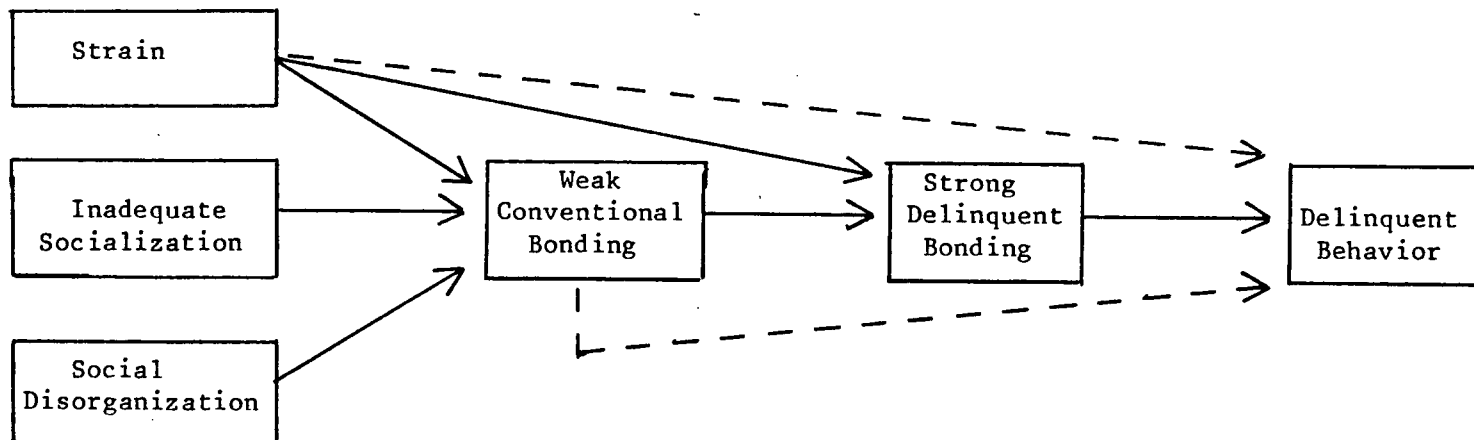 Strain
Inadequate
Socialization
Social
Disorganization
Weak
Conventional
Bonding
Strong
Delinquent
Bonding
Delinquent
Behavior